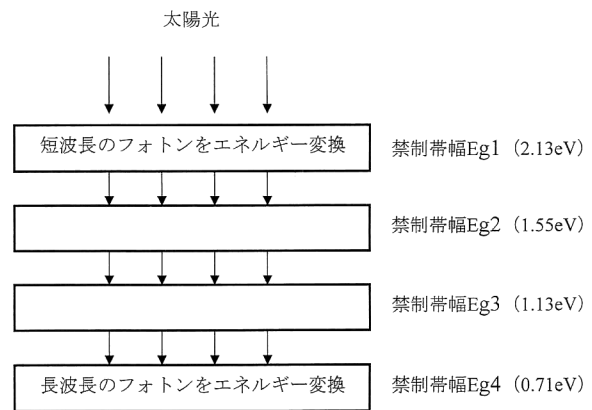 太陽光
短波長のフォトンをエネルギー変換
禁制帯幅Eg1（2.13eV）
禁制帯幅Eg2（1.55eV）
禁制帯幅Eg3（1.13eV）
長波長のフォトンをエネルギー変換
禁制帯幅Eg4（0.71eV）